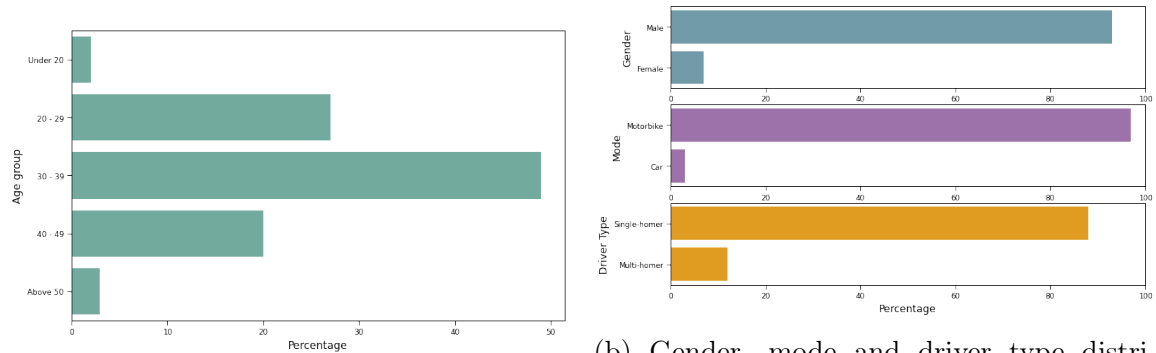 Under 20
20 - 29
30 - 39
40 - 49
Above 50
Age group
0 10 20 30 40 50
Percentage
Male
Female
Gender
0 20 40 60 80 100
Motorbike
Car
Mode
0 20 40 60 80 100
Single-homer
Multi-homer
Driver Type
0 20 40 60 80 100
Percentage
(b) Gender, mode and driver type distri-